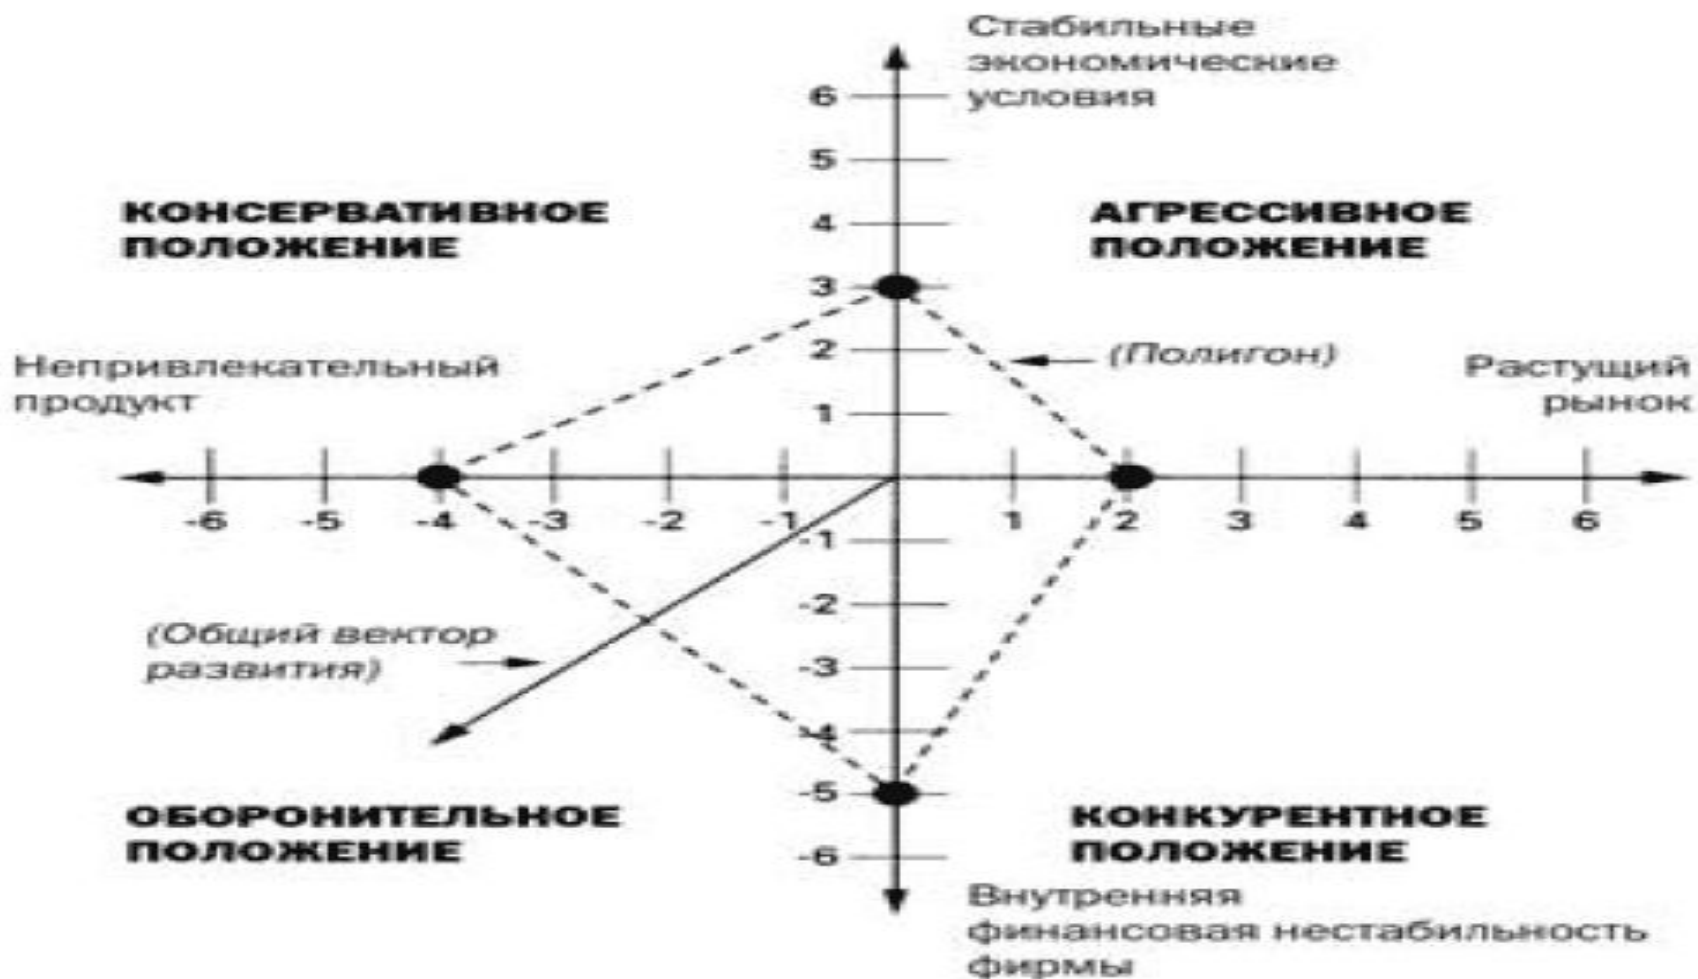 Стабильные
экономические
условия
6
5
КОНСЕРВАТИВНОЕ
ПОЛОЖЕНИЕ
АГРЕССИВНОЕ
ПОЛОЖЕНИЕ
4
3
2
(Полигон)
Непривлекательный
продукт
Растущий
рынок
1
-6 -5 -4 -3 -2 -1 1 2 3 4 5 6
-1
-2
(Общий вектор
развития)
-3
-4
-5
ОБОРОНИТЕЛЬНОЕ
ПОЛОЖЕНИЕ
КОНКУРЕНТНОЕ
ПОЛОЖЕНИЕ
-6
Внутренняя
финансовая нестабильность
фирмы